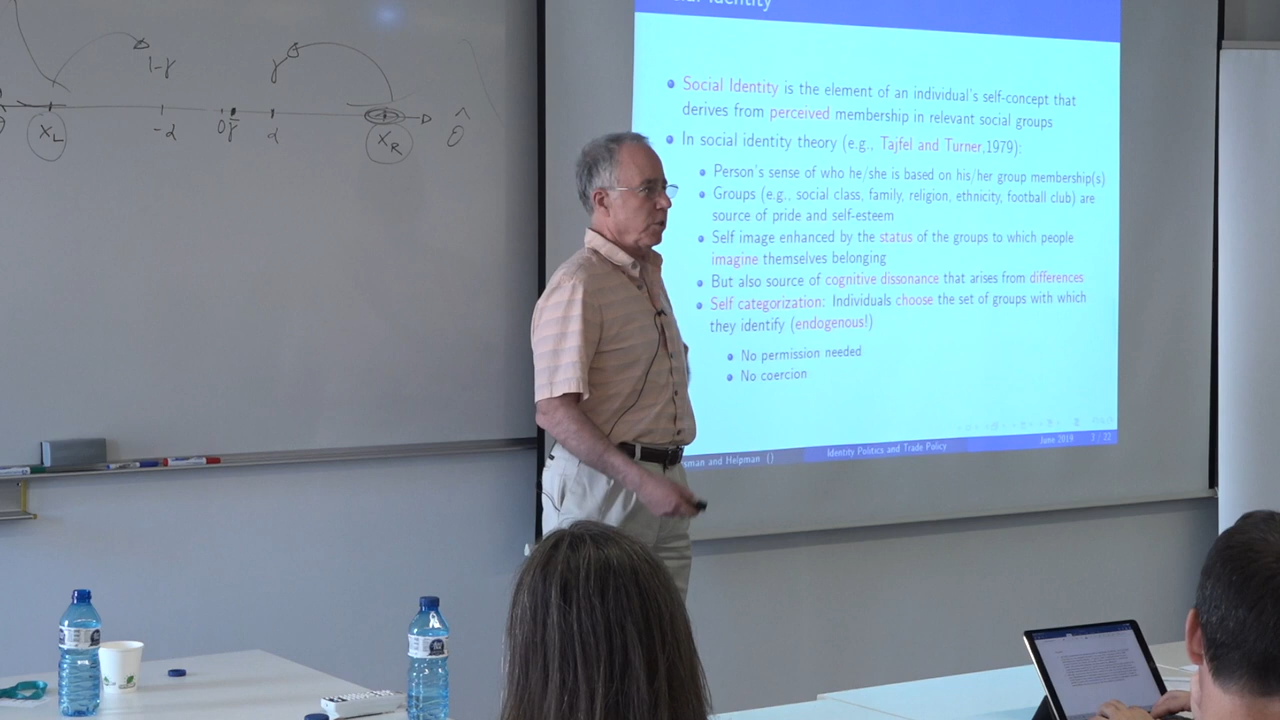 1-γ
γ
X_L
-α
0
γ̄
α
X_R
θ̂
Social Identity is the element of an individual's self-concept that
derives from perceived membership in relevant social groups
In social identity theory (e.g., Tajfel and Turner,1979):
Person's sense of who he/she is based on his/her group membership(s)
Groups (e.g., social class, family, religion, ethnicity, football club) are
source of pride and self-esteem
Self image enhanced by the status of the groups to which people
imagine themselves belonging
But also source of cognitive dissonance that arises from differences
Self categorization: Individuals choose the set of groups with which
they identify (endogenous!)
No permission needed
No coercion
and Helpman () Identity Politics and Trade Policy June 2019 3 / 22